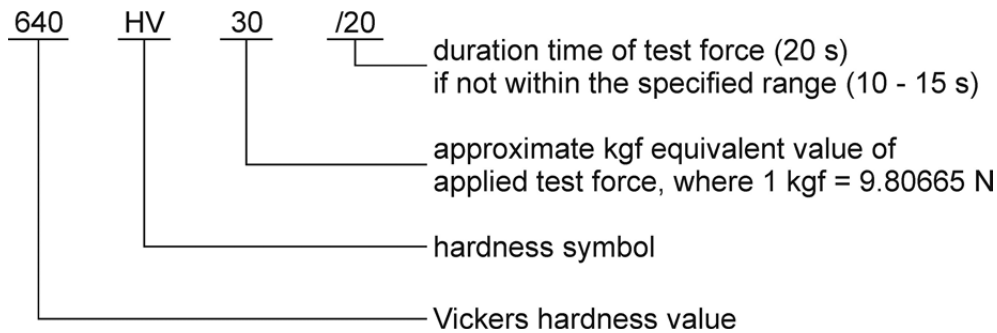 640 HV 30 /20
duration time of test force (20 s)
if not within the specified range (10 - 15 s)
approximate kgf equivalent value of
applied test force, where 1 kgf = 9.80665 N
hardness symbol
Vickers hardness value